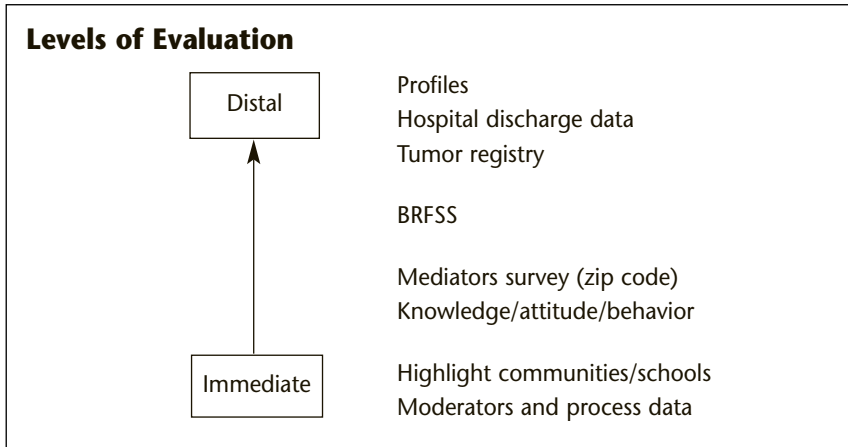 Levels of Evaluation
Distal
Profiles
Hospital discharge data
Tumor registry
BRFSS
Mediators survey (zip code)
Knowledge/attitude/behavior
Immediate
Highlight communities/schools
Moderators and process data